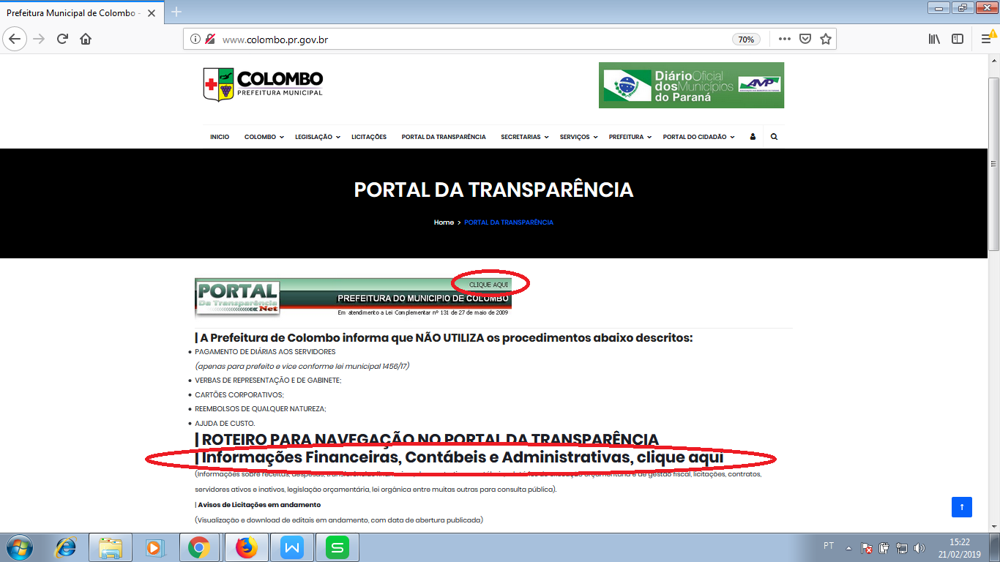 Prefeitura Municipal de Colombo -
www.colombo.pr.gov.br
70%
COLOMBO
PREFEITURA MUNICIPAL
DiárioOficial
dosMunicípios
do Paraná
AMP
INICIO COLOMBO LEGISLAÇÃO LICITAÇÕES PORTAL DA TRANSPARÊNCIA SECRETARIAS SERVIÇOS PREFEITURA PORTAL DO CIDADÃO
PORTAL DA TRANSPARÊNCIA
Home > PORTAL DA TRANSPARÊNCIA
CLIQUE AQUI
PORTAL
Da Transparência
Net
PREFEITURA DO MUNICIPIO DE COLOMBO
Em atendimento a Lei Complementar nº 131 de 27 de maio de 2009
| A Prefeitura de Colombo informa que NÃO UTILIZA os procedimentos abaixo descritos:
• PAGAMENTO DE DIÁRIAS AOS SERVIDORES
(apenas para prefeito e vice conforme lei municipal 1456/17)
• VERBAS DE REPRESENTAÇÃO E DE GABINETE;
• CARTÕES CORPORATIVOS;
• REEMBOLSOS DE QUALQUER NATUREZA;
• AJUDA DE CUSTO.
| ROTEIRO PARA NAVEGAÇÃO NO PORTAL DA TRANSPARÊNCIA
| Informações Financeiras, Contábeis e Administrativas, clique aqui
(Informações sobre receitas, despesas, orçamentária e de gestão fiscal, licitações, contratos,
servidores ativos e inativos, legislação orçamentária, lei orgânica entre muitas outras para consulta pública).
| Avisos de Licitações em andamento
(Visualização e download de editais em andamento, com data de abertura publicada)
PT
15:22
21/02/2019